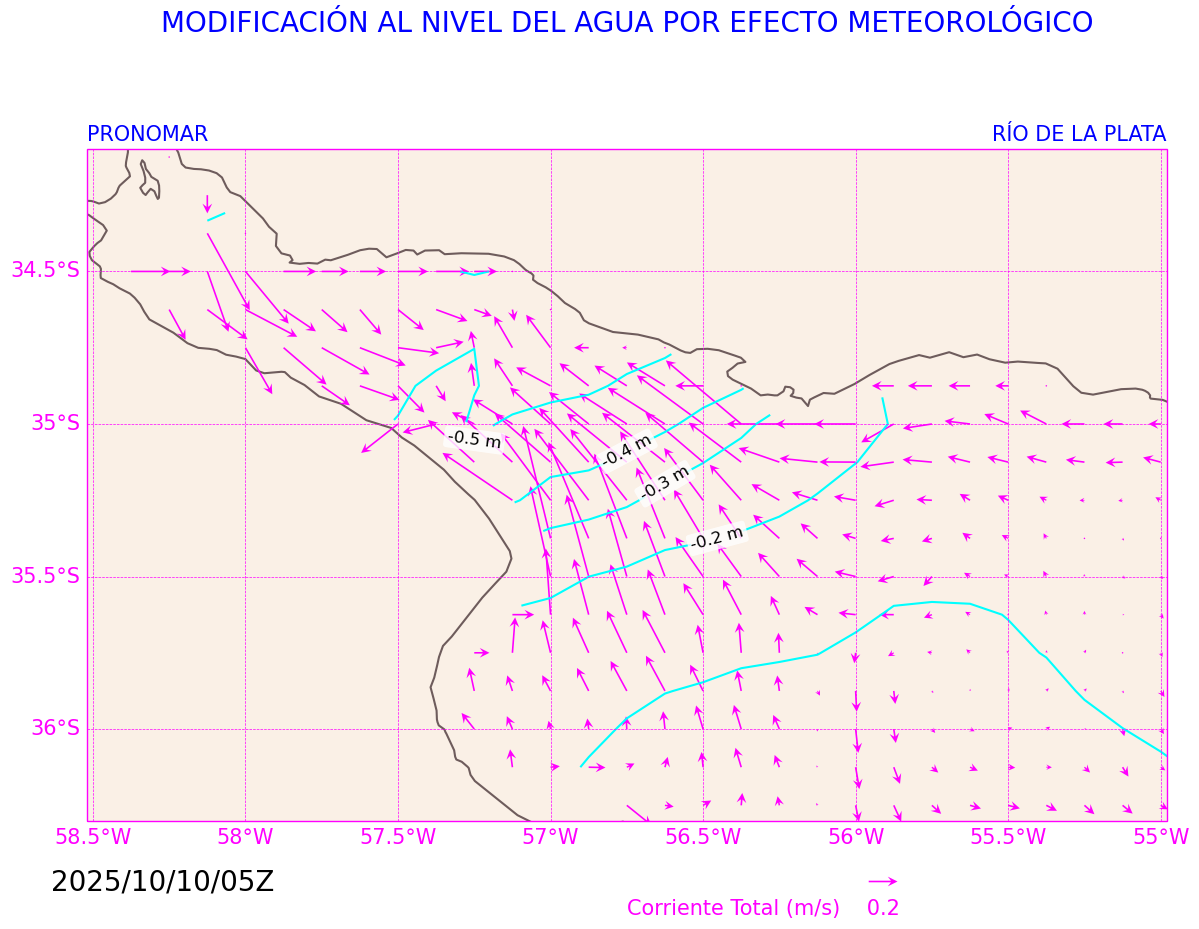 MODIFICACIÓN AL NIVEL DEL AGUA POR EFECTO METEOROLÓGICO
PRONOMAR
RÍO DE LA PLATA
34.5°S
35°S
35.5°S
36°S
-0.5 m
-0.4 m
-0.3 m
-0.2 m
58.5°W
58°W
57.5°W
57°W
56.5°W
56°W
55.5°W
55°W
2025/10/10/05Z
Corriente Total (m/s)
0.2